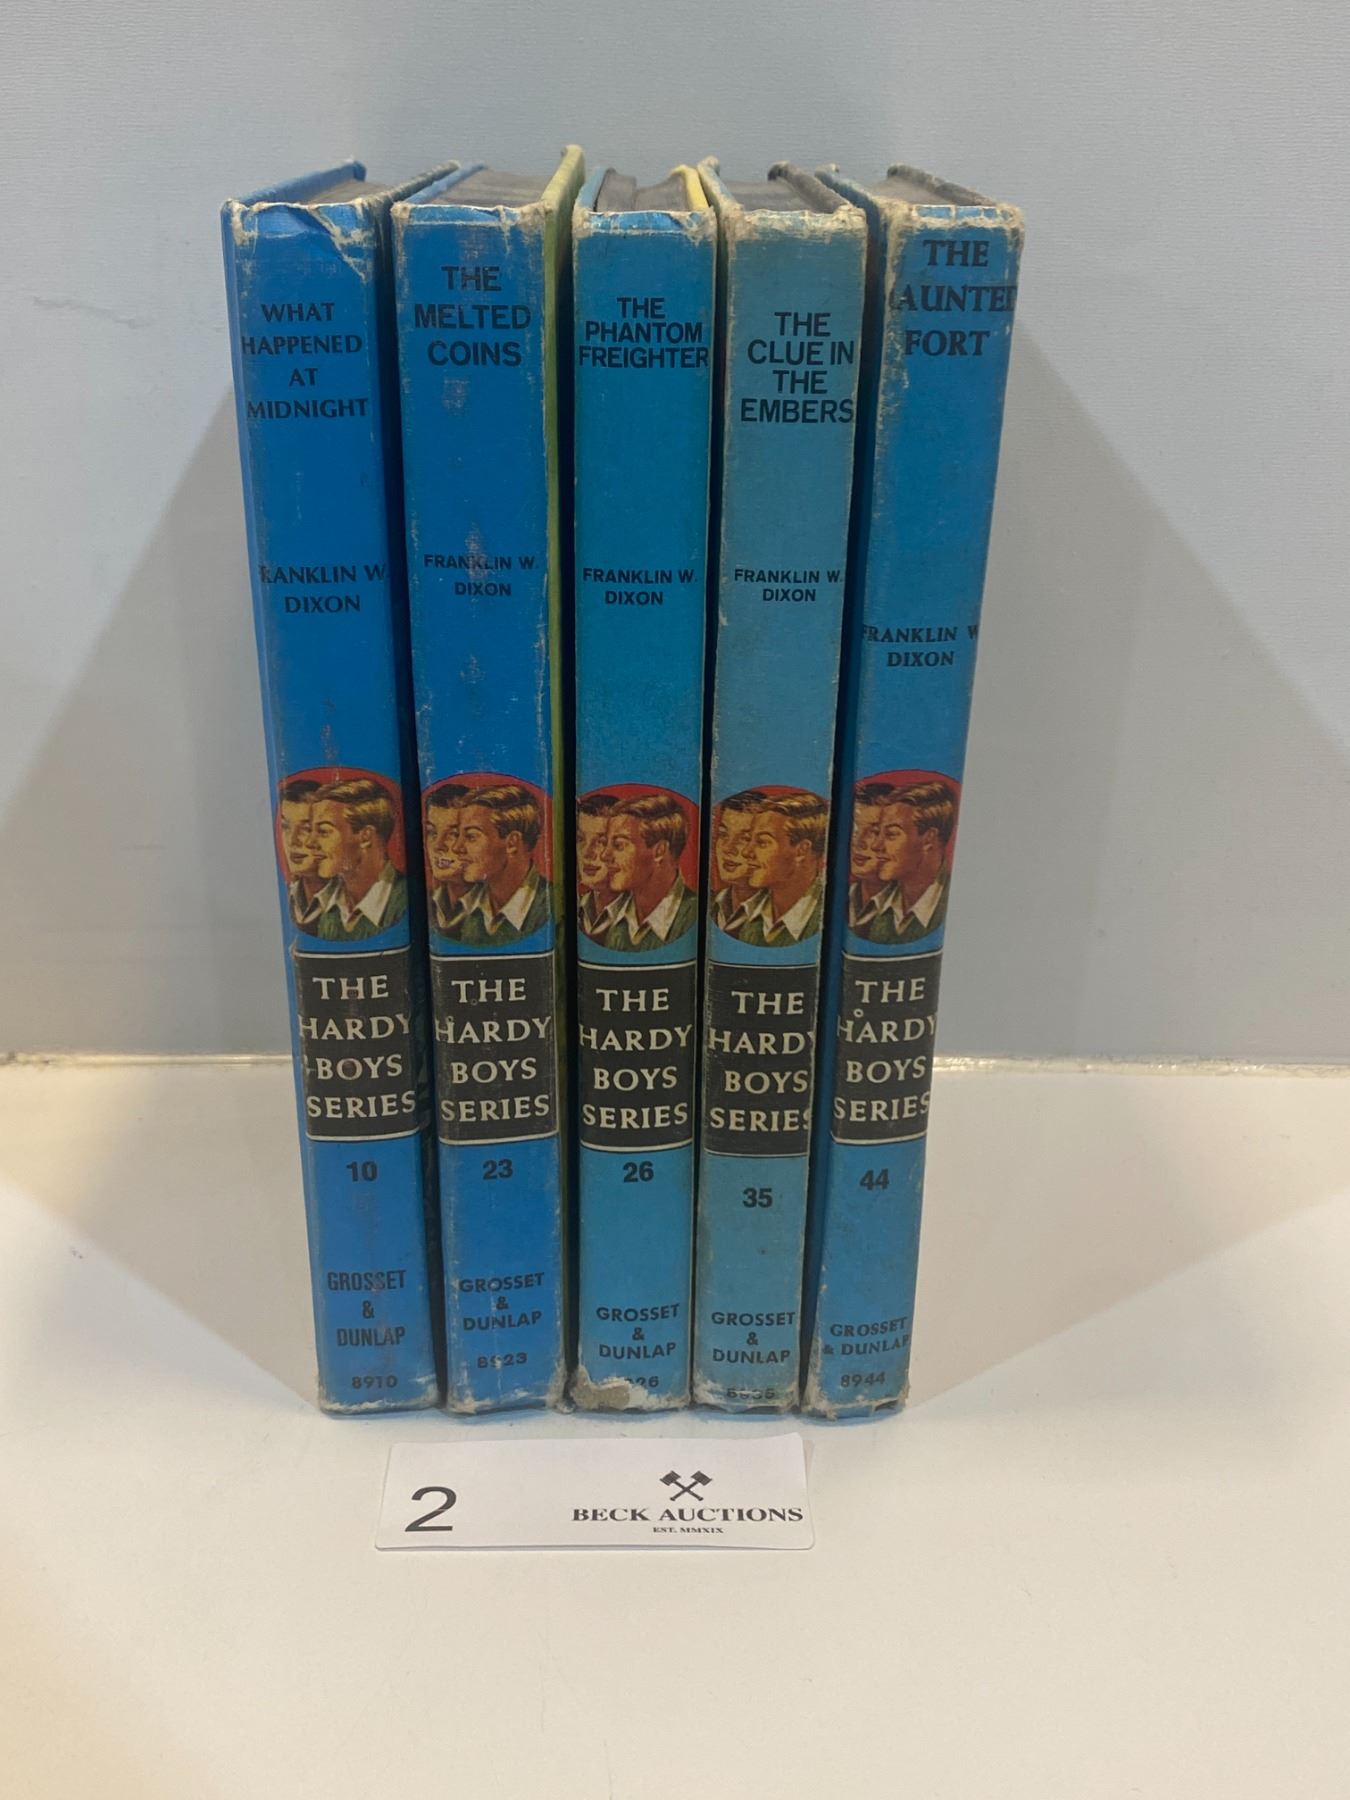 WHAT
HAPPENED
AT
MIDNIGHT
FRANKLIN W.
DIXON
THE
HARDY
BOYS
SERIES
10
GROSSET
&
DUNLAP
8910
THE
MELTED
COINS
FRANKLIN W.
DIXON
THE
HARDY
BOYS
SERIES
23
GROSSET
&
DUNLAP
8923
THE
PHANTOM
FREIGHTER
FRANKLIN W.
DIXON
THE
HARDY
BOYS
SERIES
26
GROSSET
&
DUNLAP
THE
CLUE IN
THE
EMBERS
FRANKLIN W.
DIXON
THE
HARDY
BOYS
SERIES
35
GROSSET
&
DUNLAP
8935
THE
HAUNTED
FORT
FRANKLIN W
DIXON
THE
HARDY
BOYS
SERIES
44
GROSSET
& DUNLAP
8944
2
BECK AUCTIONS
EST. MMXIX